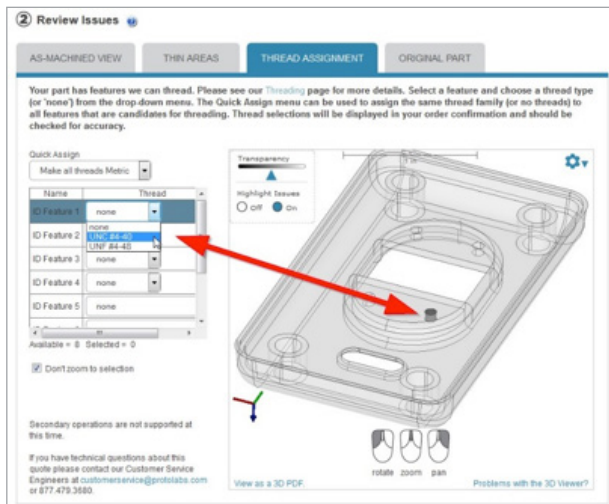 2 Review Issues
AS-MACHINED VIEW
THIN AREAS
THREAD ASSIGNMENT
ORIGINAL PART
Your part has features we can thread. Please see our Threading page for more details. Select a feature and choose a thread type
(or 'none') from the drop-down menu. The Quick Assign menu can be used to assign the same thread family (or no threads) to
all features that are candidates for threading. Thread selections will be displayed in your order confirmation and should be
checked for accuracy.
Quick Assign
Make all threads Metric
Name Thread
ID Feature 1 none
none
UNC #4-40
UNF #4-48
ID Feature 2
ID Feature 3 none
ID Feature 4 none
ID Feature 5 none
Available = 8 Selected = 0
Don't zoom to selection
Secondary operations are not supported at
this time.
If you have technical questions about this
quote please contact our Customer Service
Engineers at customerservice@protolabs.com
or 877.479.3680.
Transparency
Highlight Issues
Off On
rotate zoom pan
View as a 3D PDF.
Problems with the 3D Viewer?